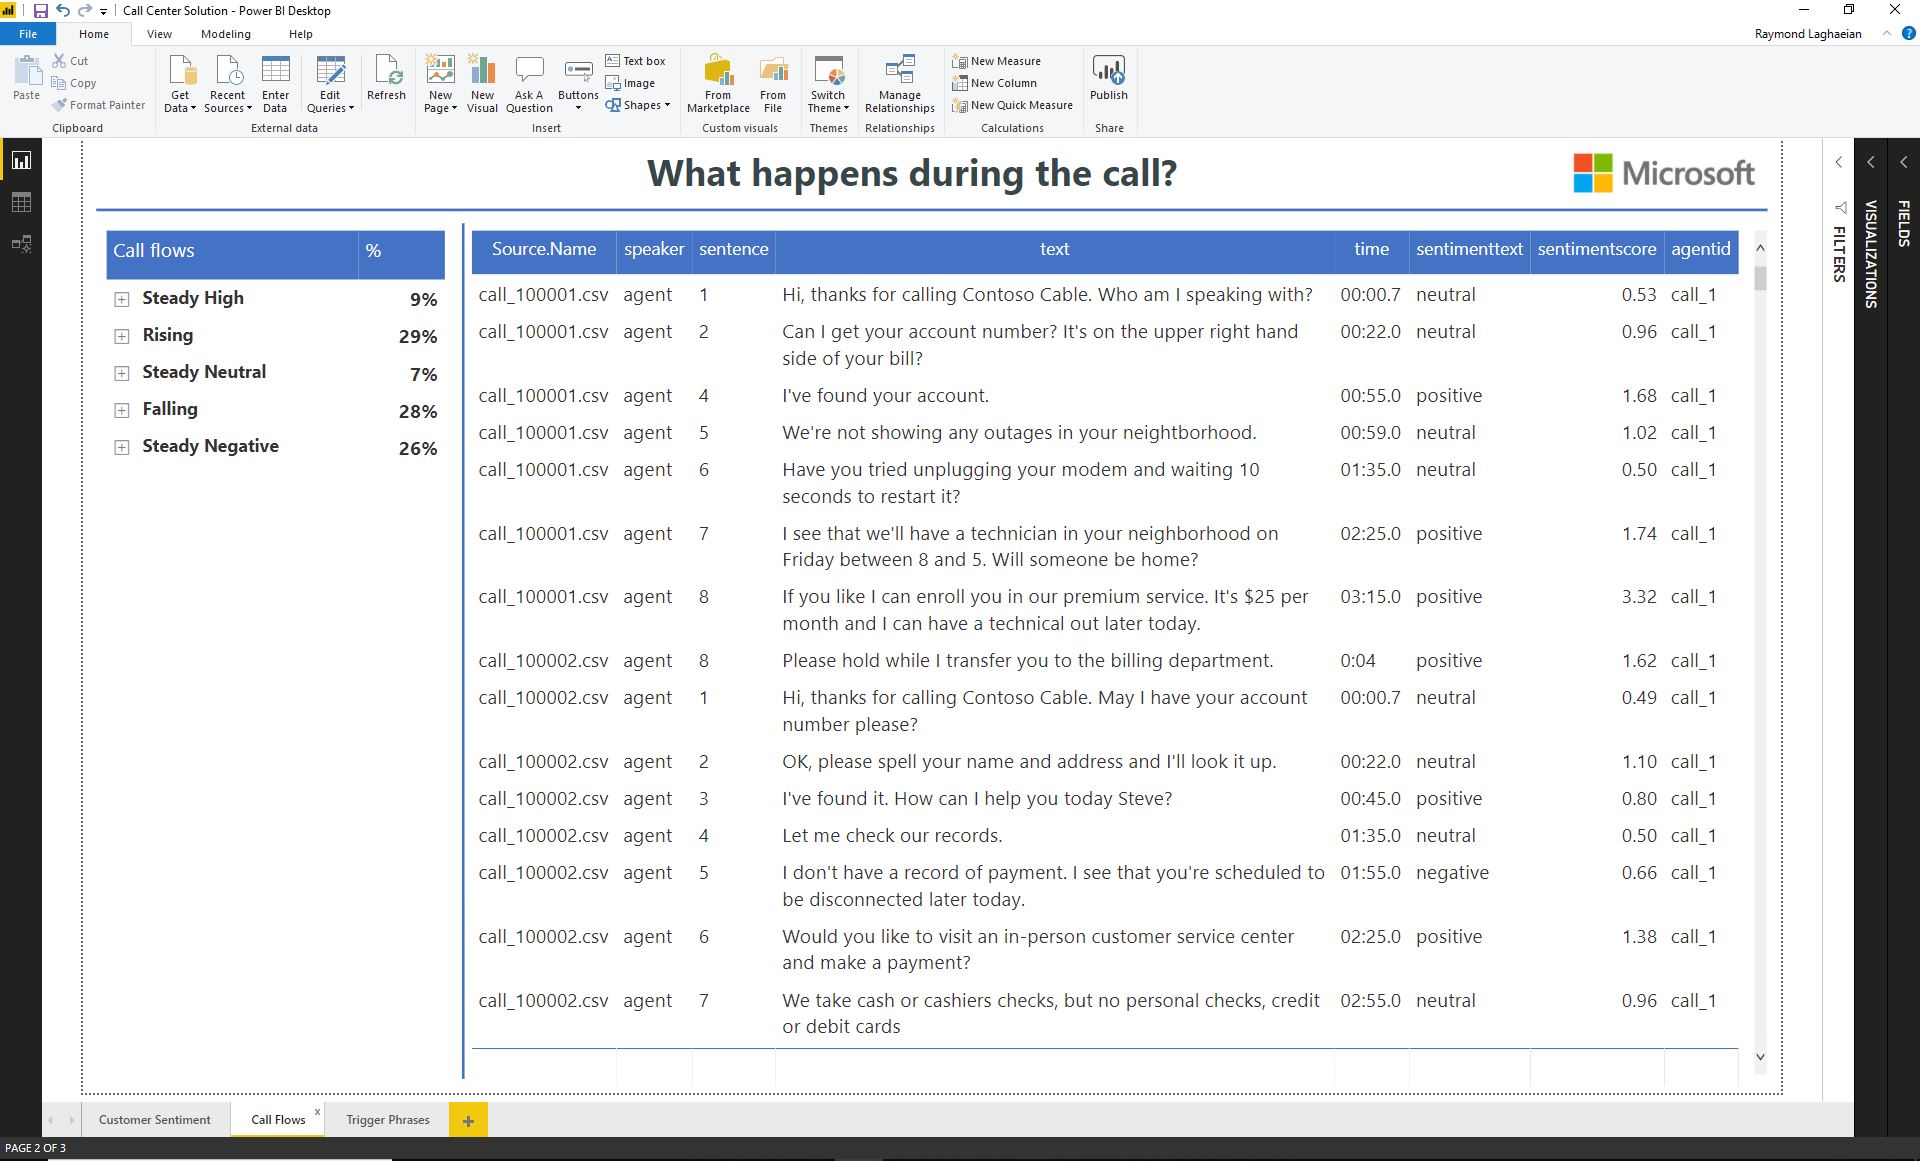 Call Center Solution - Power BI Desktop
File Home View Modeling Help Raymond Laghaeian ?
Paste
Cut
Copy
Format Painter
Clipboard
Get Data
Recent Sources
Enter Data
Edit Queries
Refresh
External data
New Page
New Visual
Ask A Question
Buttons
Text box
Image
Shapes
Insert
From Marketplace
From File
Custom visuals
Switch Theme
Themes
Manage Relationships
Relationships
New Measure
New Column
New Quick Measure
Calculations
Publish
Share
What happens during the call?
Microsoft
Call flows %
Steady High 9%
Rising 29%
Steady Neutral 7%
Falling 28%
Steady Negative 26%
Source.Name speaker sentence text time sentimenttext sentimentscore agentid
call_100001.csv agent 1 Hi, thanks for calling Contoso Cable. Who am I speaking with? 00:00.7 neutral 0.53 call_1
call_100001.csv agent 2 Can I get your account number? It's on the upper right hand 00:22.0 neutral 0.96 call_1
side of your bill?
call_100001.csv agent 4 I've found your account. 00:55.0 positive 1.68 call_1
call_100001.csv agent 5 We're not showing any outages in your neightborhood. 00:59.0 neutral 1.02 call_1
call_100001.csv agent 6 Have you tried unplugging your modem and waiting 10 01:35.0 neutral 0.50 call_1
seconds to restart it?
call_100001.csv agent 7 I see that we'll have a technician in your neighborhood on 02:25.0 positive 1.74 call_1
Friday between 8 and 5. Will someone be home?
call_100001.csv agent 8 If you like I can enroll you in our premium service. It's $25 per 03:15.0 positive 3.32 call_1
month and I can have a technical out later today.
call_100002.csv agent 8 Please hold while I transfer you to the billing department. 0:04 positive 1.62 call_1
call_100002.csv agent 1 Hi, thanks for calling Contoso Cable. May I have your account 00:00.7 neutral 0.49 call_1
number please?
call_100002.csv agent 2 OK, please spell your name and address and I'll look it up. 00:22.0 neutral 1.10 call_1
call_100002.csv agent 3 I've found it. How can I help you today Steve? 00:45.0 positive 0.80 call_1
call_100002.csv agent 4 Let me check our records. 01:35.0 neutral 0.50 call_1
call_100002.csv agent 5 I don't have a record of payment. I see that you're scheduled to 01:55.0 negative 0.66 call_1
be disconnected later today.
call_100002.csv agent 6 Would you like to visit an in-person customer service center 02:25.0 positive 1.38 call_1
and make a payment?
call_100002.csv agent 7 We take cash or cashiers checks, but no personal checks, credit 02:55.0 neutral 0.96 call_1
or debit cards
FILTERS
VISUALIZATIONS
FIELDS
Customer Sentiment Call Flows x Trigger Phrases +
PAGE 2 OF 3